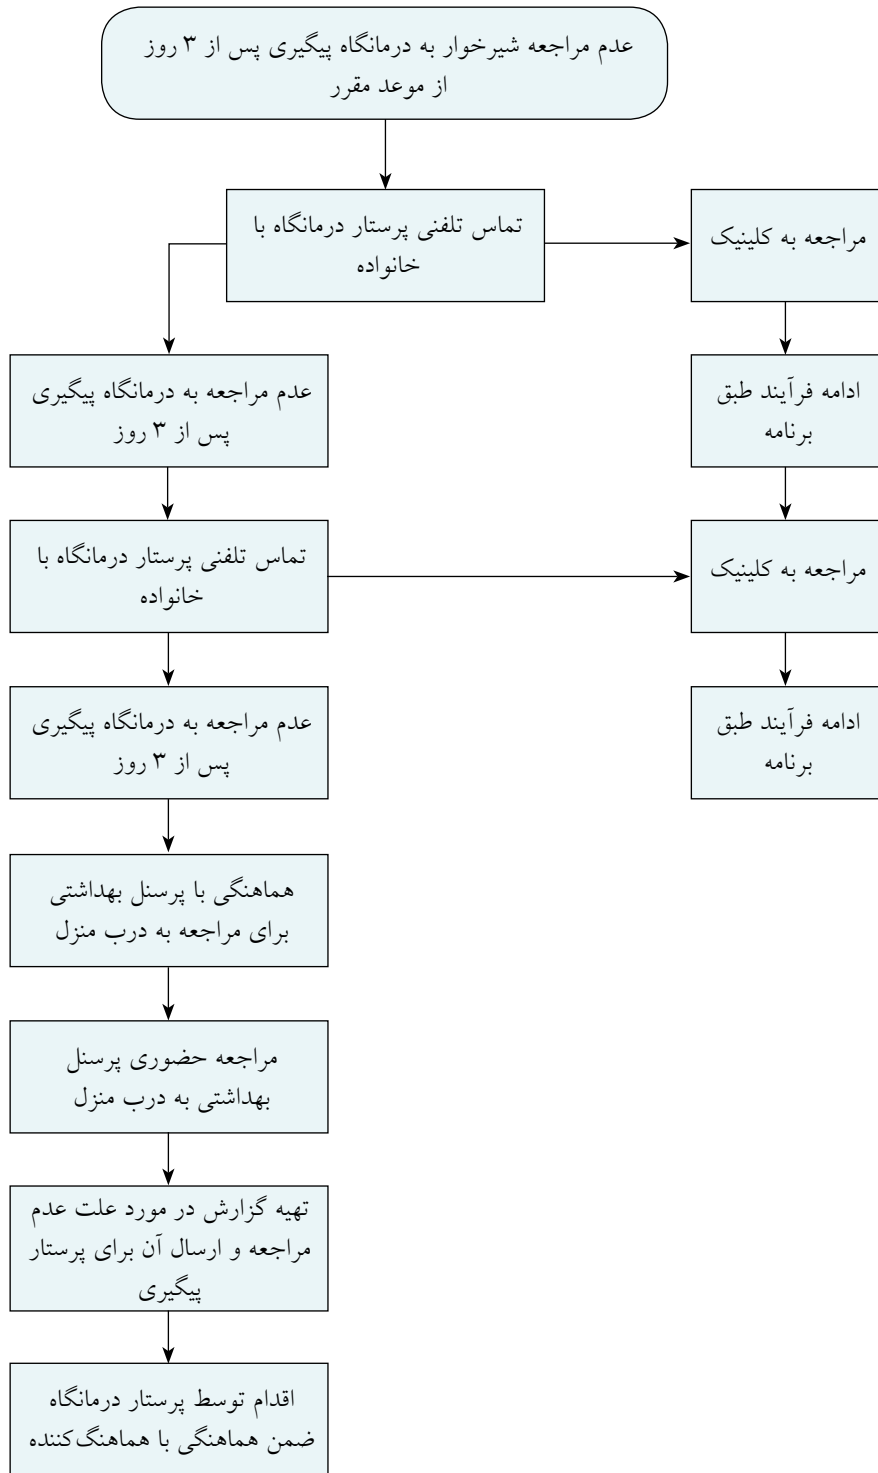 عدم مراجعه شیرخوار به درمانگاه پیگیری پس از ۳ روز
از موعد مقرر
تماس تلفنی پرستار درمانگاه با
خانواده
مراجعه به کلینیک
عدم مراجعه به درمانگاه پیگیری
پس از ۳ روز
ادامه فرآیند طبق
برنامه
تماس تلفنی پرستار درمانگاه با
خانواده
مراجعه به کلینیک
عدم مراجعه به درمانگاه پیگیری
پس از ۳ روز
ادامه فرآیند طبق
برنامه
هماهنگی با پرسنل بهداشتی
برای مراجعه به درب منزل
مراجعه حضوری پرسنل
بهداشتی به درب منزل
تهیه گزارش در مورد علت عدم
مراجعه و ارسال آن برای پرستار
پیگیری
اقدام توسط پرستار درمانگاه
ضمن هماهنگی با هماهنگ‌کننده